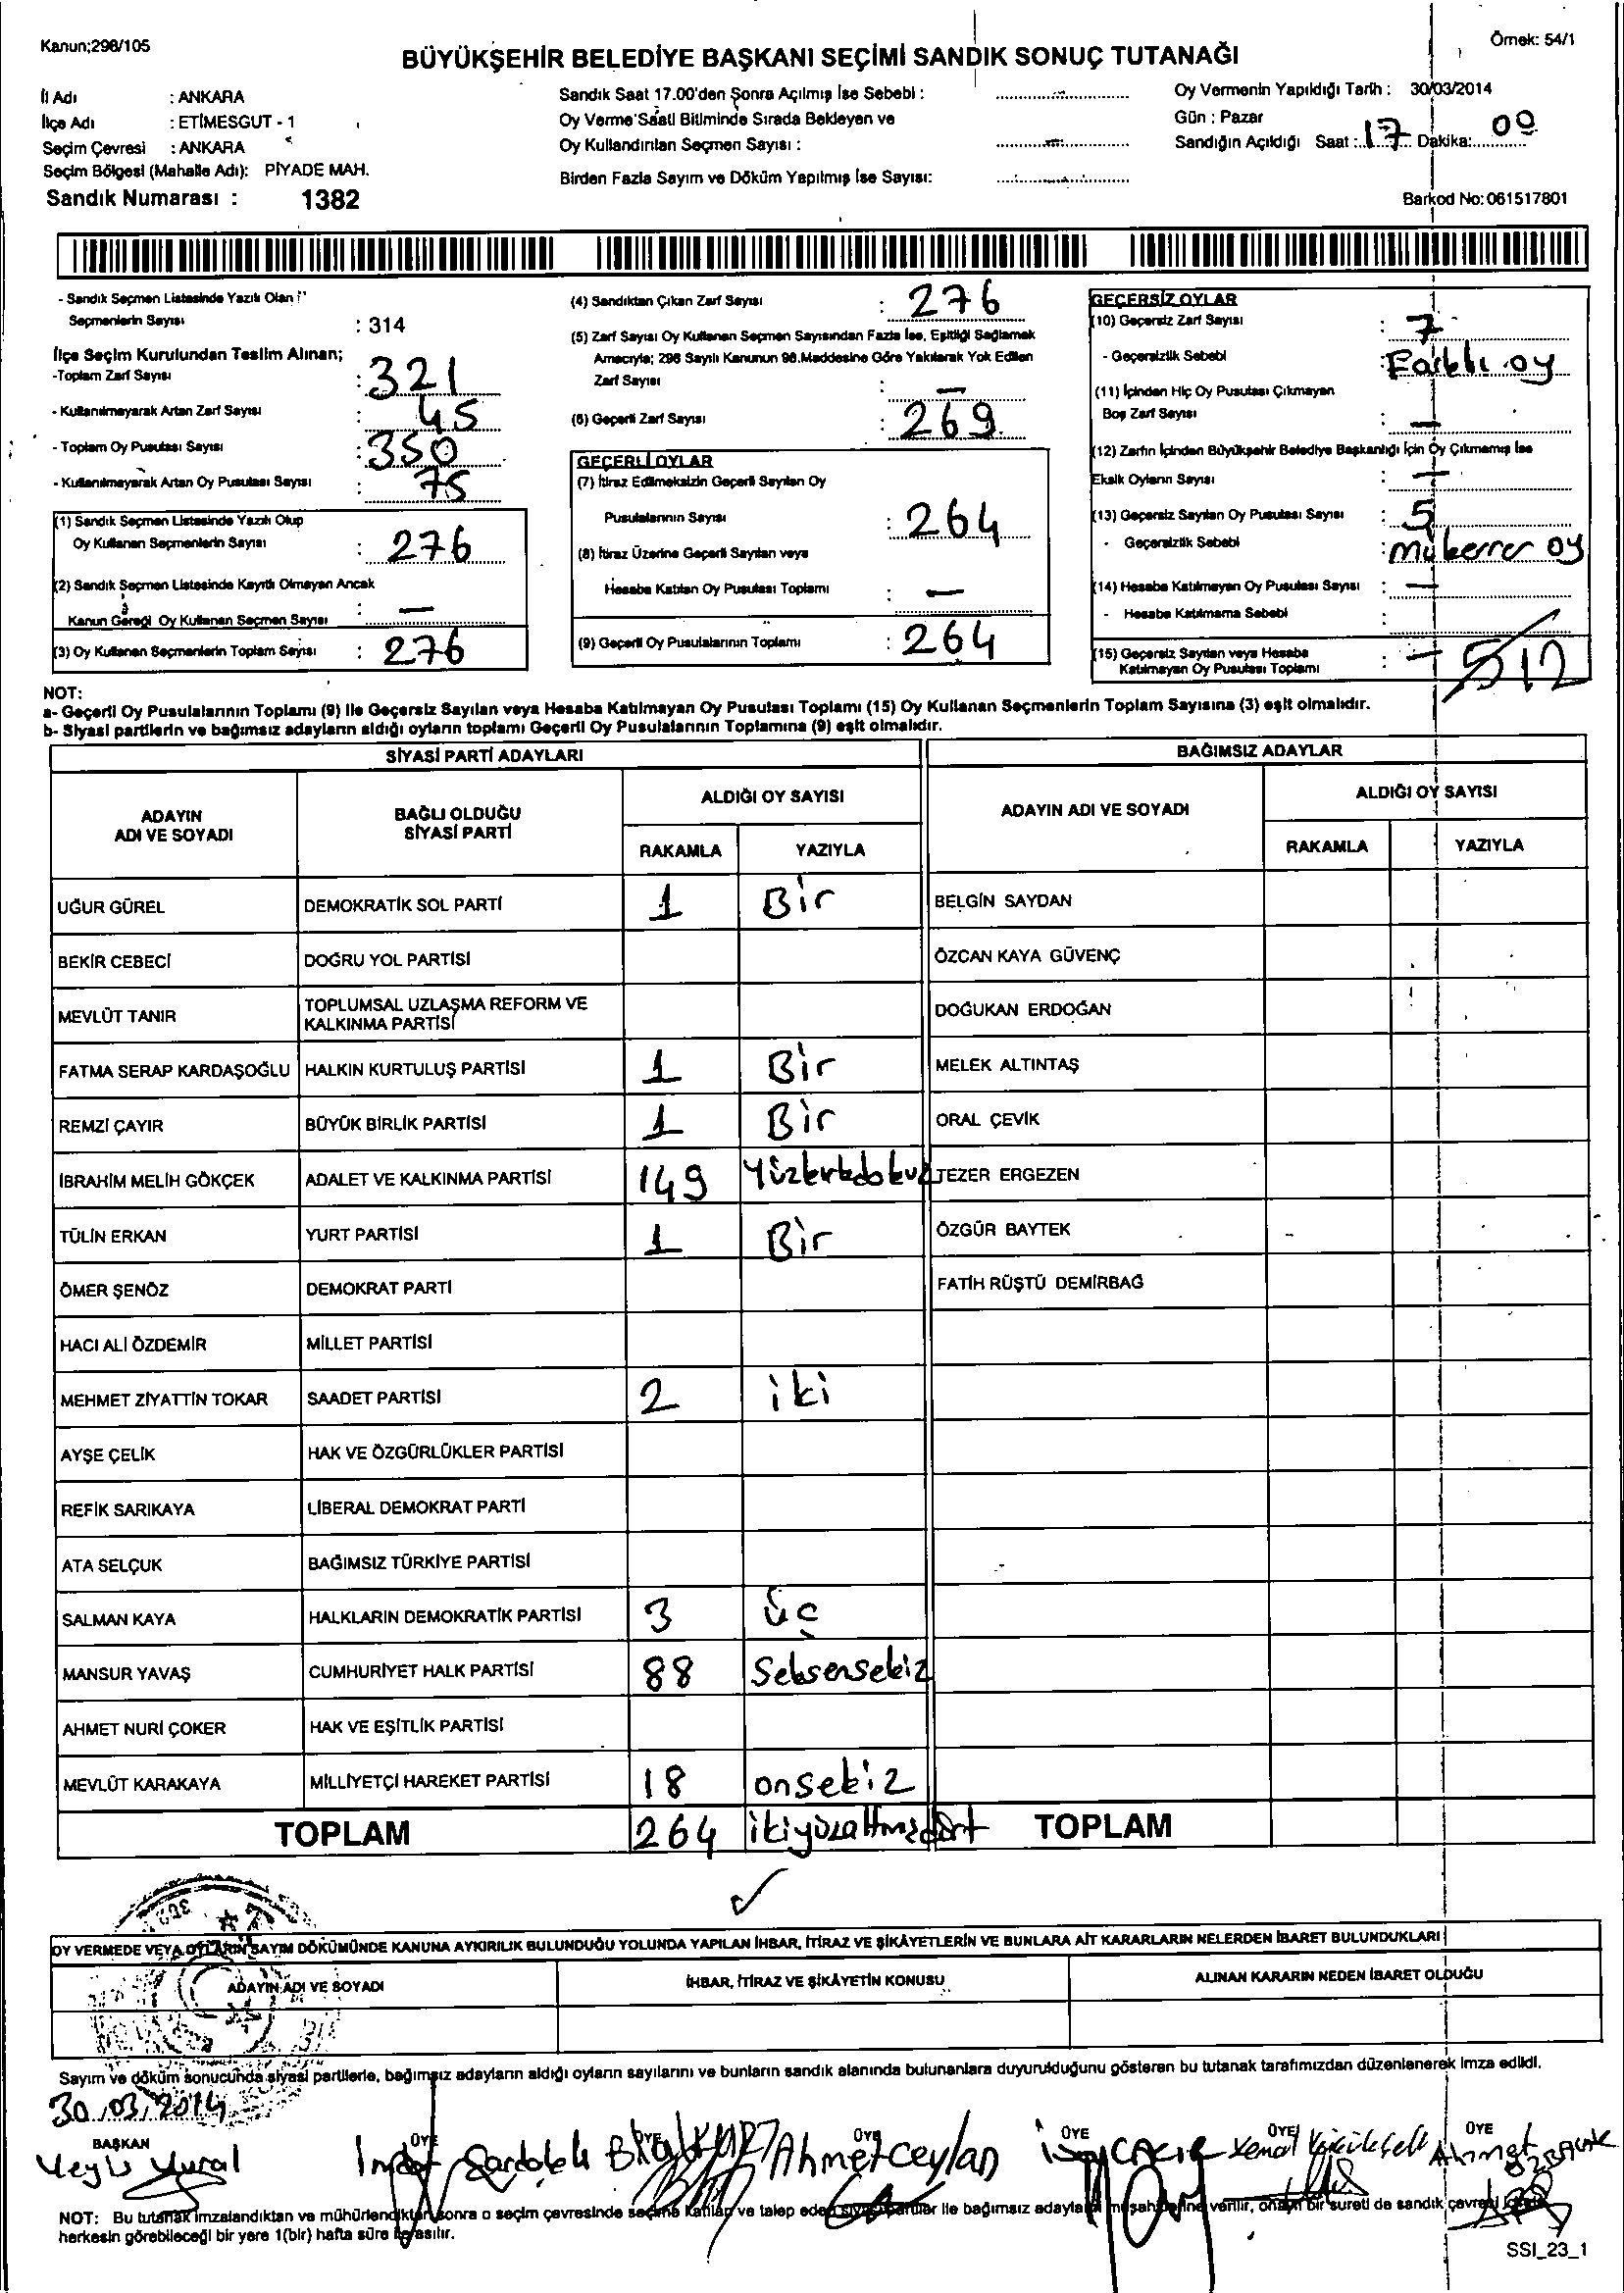 Kanun;298/105
Örnek: 54/1
BÜYÜKŞEHİR BELEDİYE BAŞKANI SEÇİMİ SANDIK SONUÇ TUTANAĞI
İl Adı : ANKARA
İlçe Adı : ETİMESGUT - 1
Seçim Çevresi : ANKARA
Seçim Bölgesi (Mahalle Adı): PİYADE MAH.
Sandık Numarası : 1382
Sandık Saat 17.00'den Sonra Açılmış İse Sebebi :
Oy Verme Saati Bitiminde Sırada Bekleyen ve
Oy Kullandırılan Seçmen Sayısı :
Birden Fazla Sayım ve Döküm Yapılmış İse Sayısı:
Oy Vermenin Yapıldığı Tarih : 30/03/2014
Gün : Pazar
Sandığın Açıldığı Saat : 17 Dakika: 00
Barkod No: 061517801
- Sandık Seçmen Listesinde Yazılı Olan
Seçmenlerin Sayısı : 314
İlçe Seçim Kurulundan Teslim Alınan;
-Toplam Zarf Sayısı : 321
- Kullanılmayarak Artan Zarf Sayısı : 45
- Toplam Oy Pusulası Sayısı : 350
- Kullanılmayarak Artan Oy Pusulası Sayısı : 75
(1) Sandık Seçmen Listesinde Yazılı Olup
Oy Kullanan Seçmenlerin Sayısı : 276
(2) Sandık Seçmen Listesinde Kayıtlı Olmayan Ancak
Kanun Gereği Oy Kullanan Seçmen Sayısı : —
(3) Oy Kullanan Seçmenlerin Toplam Sayısı : 276
(4) Sandıktan Çıkan Zarf Sayısı : 276
(5) Zarf Sayısı Oy Kullanan Seçmen Sayısından Fazla İse, Eşitliği Sağlamak
Amacıyla; 298 Sayılı Kanunun 98.Maddesine Göre Yakılarak Yok Edilen
Zarf Sayısı : —
(6) Geçerli Zarf Sayısı : 269
GEÇERLİ OYLAR
(7) İtiraz Edilmeksizin Geçerli Sayılan Oy
Pusulalarının Sayısı : 264
(8) İtiraz Üzerine Geçerli Sayılan veya
Hesaba Katılan Oy Pusulası Toplamı : —
(9) Geçerli Oy Pusulalarının Toplamı : 264
GEÇERSİZ OYLAR
(10) Geçersiz Zarf Sayısı : 7
- Geçersizlik Sebebi : Farklı oy
(11) İçinden Hiç Oy Pusulası Çıkmayan
Boş Zarf Sayısı : —
(12) Zarfın İçinden Büyükşehir Belediye Başkanlığı İçin Oy Çıkmamış İse
Eksik Oyların Sayısı : —
(13) Geçersiz Sayılan Oy Pusulası Sayısı : 5
- Geçersizlik Sebebi : mükerrer oy
(14) Hesaba Katılmayan Oy Pusulası Sayısı : —
- Hesaba Katılmama Sebebi :
(15) Geçersiz Sayılan veya Hesaba
Katılmayan Oy Pusulası Toplamı : — 5 12
NOT:
a- Geçerli Oy Pusulalarının Toplamı (9) ile Geçersiz Sayılan veya Hesaba Katılmayan Oy Pusulası Toplamı (15) Oy Kullanan Seçmenlerin Toplam Sayısına (3) eşit olmalıdır.
b- Siyasi partilerin ve bağımsız adayların aldığı oyların toplamı Geçerli Oy Pusulalarının Toplamına (9) eşit olmalıdır.
SİYASİ PARTİ ADAYLARI BAĞIMSIZ ADAYLAR
ADAYIN ADI VE SOYADI BAĞLI OLDUĞU SİYASİ PARTİ ALDIĞI OY SAYISI ADAYIN ADI VE SOYADI ALDIĞI OY SAYISI
RAKAMLA YAZIYLA RAKAMLA YAZIYLA
UĞUR GÜREL DEMOKRATİK SOL PARTİ 1 Bir BELGİN SAYDAN
BEKİR CEBECİ DOĞRU YOL PARTİSİ ÖZCAN KAYA GÜVENÇ
MEVLÜT TANIR TOPLUMSAL UZLAŞMA REFORM VE KALKINMA PARTİSİ DOĞUKAN ERDOĞAN
FATMA SERAP KARDAŞOĞLU HALKIN KURTULUŞ PARTİSİ 1 Bir MELEK ALTINTAŞ
REMZİ ÇAYIR BÜYÜK BİRLİK PARTİSİ 1 Bir ORAL ÇEVİK
İBRAHİM MELİH GÖKÇEK ADALET VE KALKINMA PARTİSİ 149 Yüzkırkdokuz TEZER ERGEZEN
TÜLİN ERKAN YURT PARTİSİ 1 Bir ÖZGÜR BAYTEK
ÖMER ŞENÖZ DEMOKRAT PARTİ FATİH RÜŞTÜ DEMİRBAĞ
HACI ALİ ÖZDEMİR MİLLET PARTİSİ
MEHMET ZİYATTİN TOKAR SAADET PARTİSİ 2 iki
AYŞE ÇELİK HAK VE ÖZGÜRLÜKLER PARTİSİ
REFİK SARIKAYA LİBERAL DEMOKRAT PARTİ
ATA SELÇUK BAĞIMSIZ TÜRKİYE PARTİSİ
SALMAN KAYA HALKLARIN DEMOKRATİK PARTİSİ 3 üç
MANSUR YAVAŞ CUMHURİYET HALK PARTİSİ 88 Seksensekiz
AHMET NURİ ÇOKER HAK VE EŞİTLİK PARTİSİ
MEVLÜT KARAKAYA MİLLİYETÇİ HAREKET PARTİSİ 18 onsekiz
TOPLAM 264 ikiyüzaltmışdört TOPLAM
OY VERMEDE VEYA OYLARIN SAYIM DÖKÜMÜNDE KANUNA AYKIRILIK BULUNDUĞU YOLUNDA YAPILAN İHBAR, İTİRAZ VE ŞİKÂYETLERİN VE BUNLARA AİT KARARLARIN NELERDEN İBARET BULUNDUKLARI
ADAYIN ADI VE SOYADI İHBAR, İTİRAZ VE ŞİKÂYETİN KONUSU ALINAN KARARIN NEDEN İBARET OLDUĞU
Sayım ve döküm sonucunda siyasi partilerle, bağımsız adayların aldığı oyların sayılarını ve bunların sandık alanında bulunanlara duyurulduğunu gösteren bu tutanak tarafımızdan düzenlenerek imza edildi.
30.03.2014
BAŞKAN ÜYE ÜYE ÜYE ÜYE ÜYE ÜYE
Veyis Yural Ahmet Ceylan Kemal Ahmet
NOT: Bu tutanak imzalandıktan ve mühürlendikten sonra o seçim çevresinde seçime katılan ve talep eden siyasi partiler ile bağımsız adayların müşahitlerine verilir, onaylı bir sureti de sandık çevresi içinde
herkesin görebileceği bir yere 1(bir) hafta süre ile asılır.
SSI_23_1